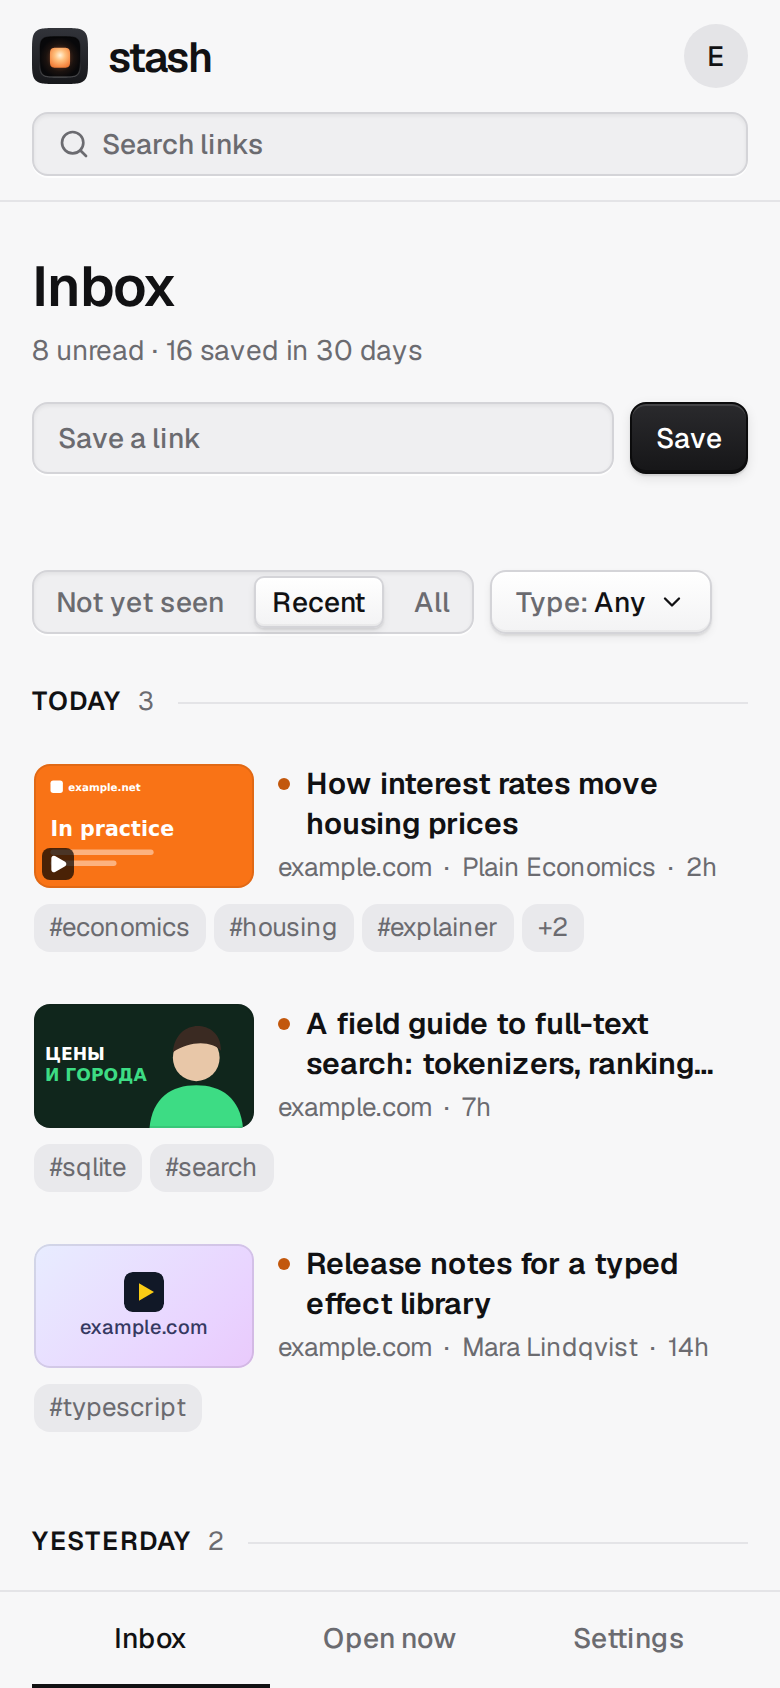 stash
E
Search links
Inbox
8 unread · 16 saved in 30 days
Save a link
Save
Not yet seen
Recent
All
Type: Any
TODAY 3
example.net
In practice
How interest rates move
housing prices
example.com · Plain Economics · 2h
#economics
#housing
#explainer
+2
ЦЕНЫ
И ГОРОДА
A field guide to full-text
search: tokenizers, ranking...
example.com · 7h
#sqlite
#search
example.com
Release notes for a typed
effect library
example.com · Mara Lindqvist · 14h
#typescript
YESTERDAY 2
Inbox
Open now
Settings